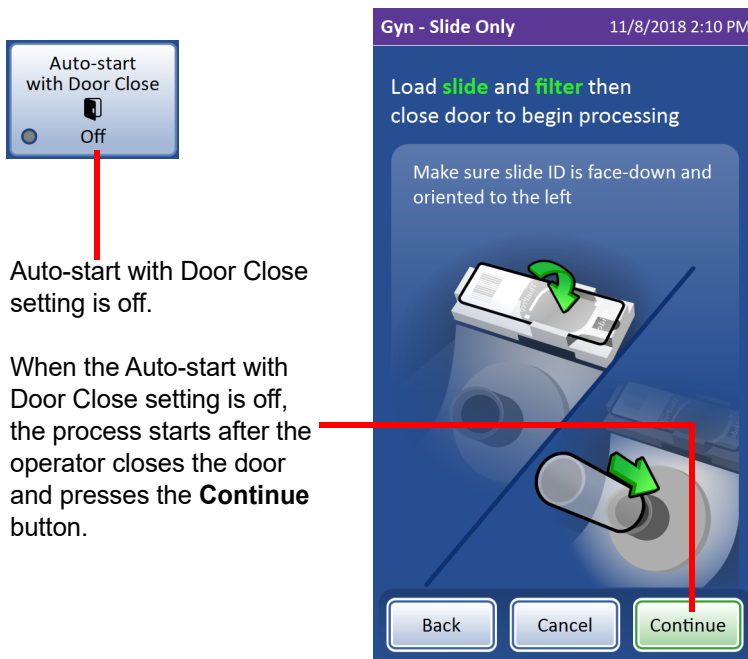 Auto-start
with Door Close
Off
Auto-start with Door Close
setting is off.
When the Auto-start with
Door Close setting is off,
the process starts after the
operator closes the door
and presses the Continue
button.
Gyn - Slide Only 11/8/2018 2:10 PM
Load slide and filter then
close door to begin processing
Make sure slide ID is face-down and
oriented to the left
Back Cancel Continue